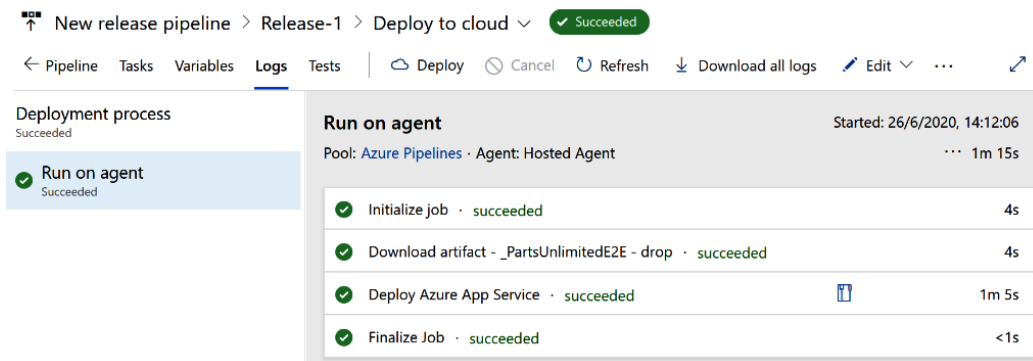 New release pipeline > Release-1 > Deploy to cloud Succeeded
Pipeline Tasks Variables Logs Tests Deploy Cancel Refresh Download all logs Edit ...
Deployment process
Succeeded
Run on agent
Succeeded
Run on agent Started: 26/6/2020, 14:12:06
Pool: Azure Pipelines · Agent: Hosted Agent ... 1m 15s
Initialize job · succeeded 4s
Download artifact - _PartsUnlimitedE2E - drop · succeeded 4s
Deploy Azure App Service · succeeded 1m 5s
Finalize Job · succeeded <1s